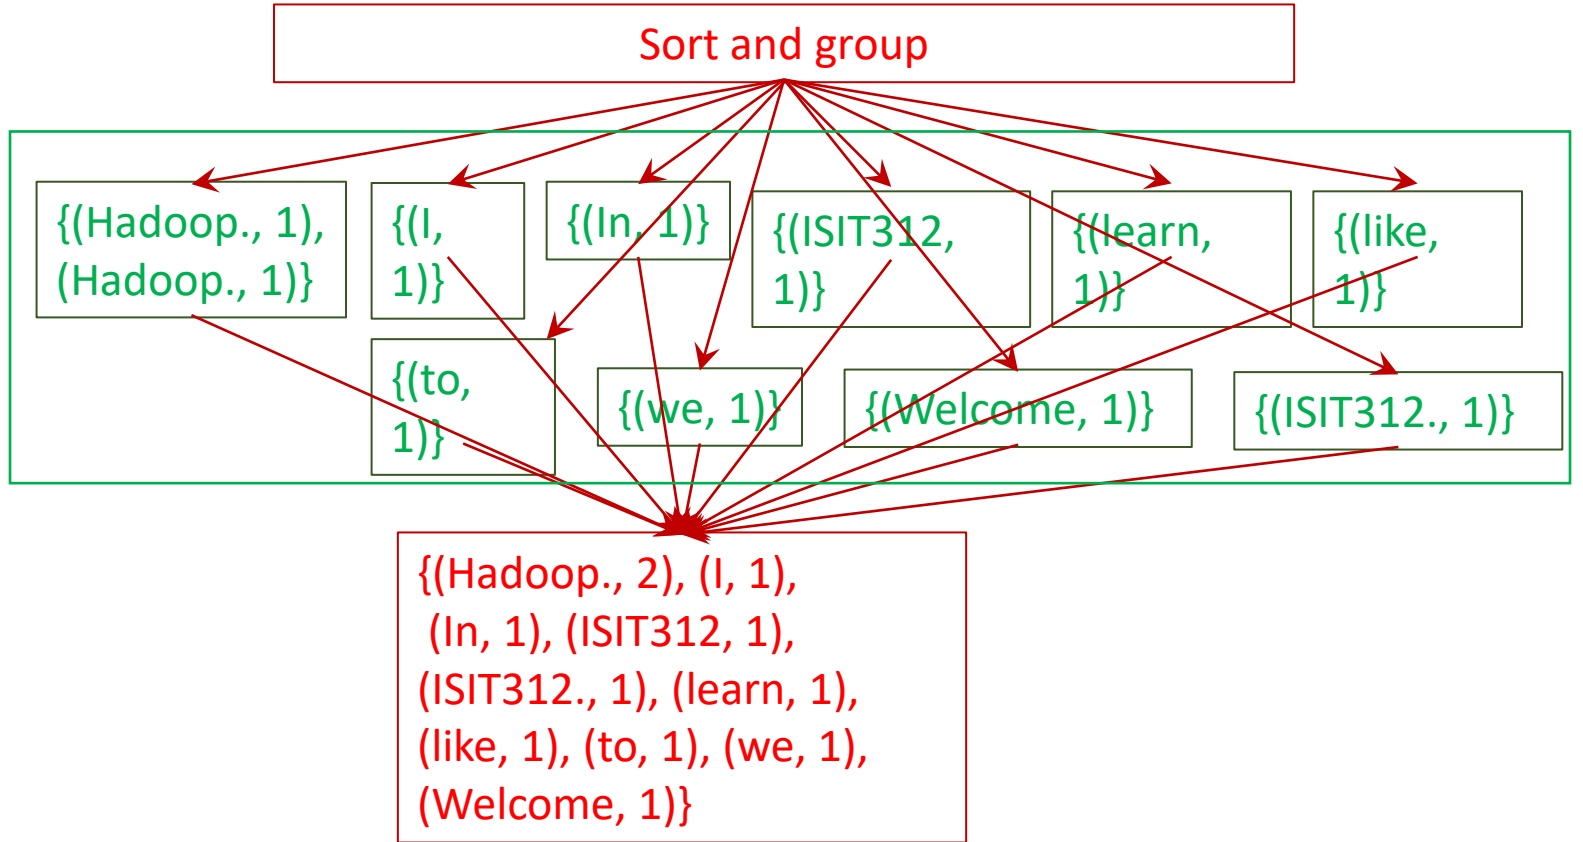 Sort and group
{(Hadoop., 1),
(Hadoop., 1)}
{(I,
1)}
{(In, 1)}
{(ISIT312,
1)}
{(learn,
1)}
{(like,
1)}
{(to,
1)}
{(we, 1)}
{(Welcome, 1)}
{(ISIT312., 1)}
{(Hadoop., 2), (I, 1),
(In, 1), (ISIT312, 1),
(ISIT312., 1), (learn, 1),
(like, 1), (to, 1), (we, 1),
(Welcome, 1)}